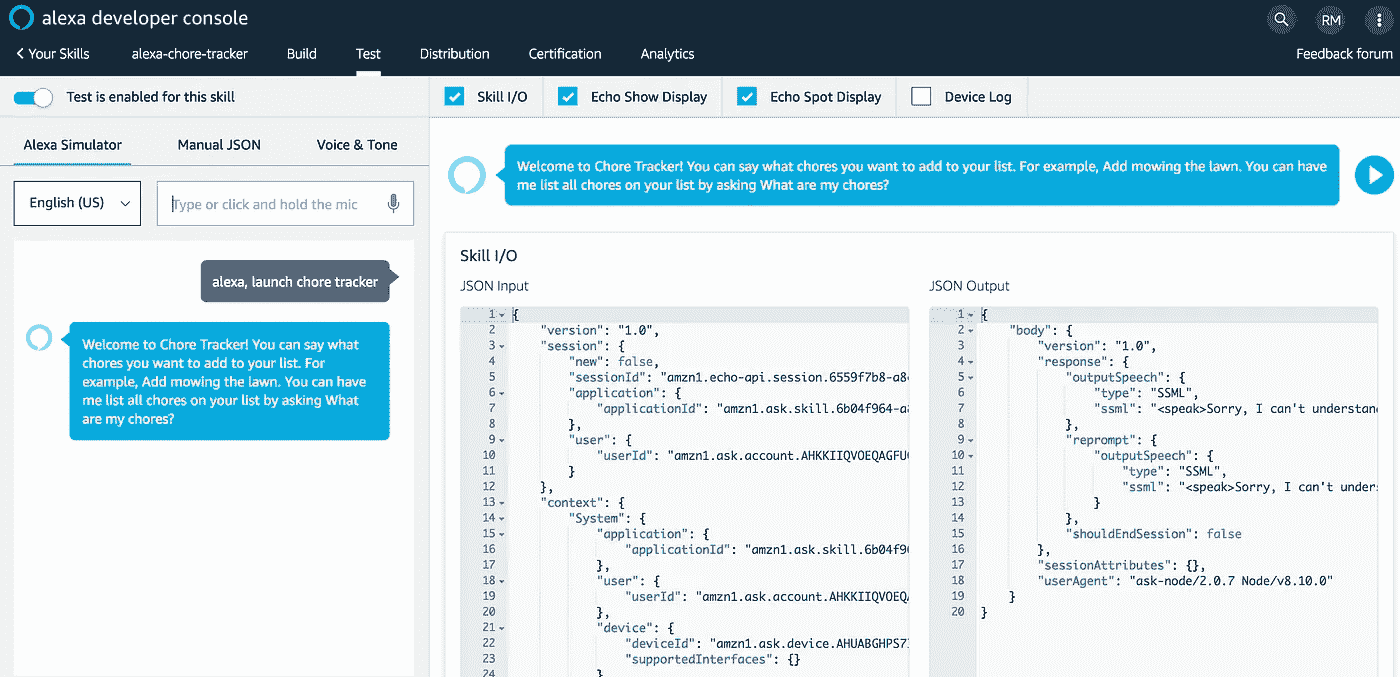 alexa developer console
RM
Your Skills
alexa-chore-tracker
Build
Test
Distribution
Certification
Analytics
Feedback forum
Test is enabled for this skill
Skill I/O
Echo Show Display
Echo Spot Display
Device Log
Alexa Simulator
Manual JSON
Voice & Tone
English (US)
Type or click and hold the mic
alexa, launch chore tracker
Welcome to Chore Tracker! You can say what
chores you want to add to your list. For
example, Add mowing the lawn. You can have
me list all chores on your list by asking What
are my chores?
Welcome to Chore Tracker! You can say what chores you want to add to your list. For example, Add mowing the lawn. You can have
me list all chores on your list by asking What are my chores?
Skill I/O
JSON Input
1 {
2 "version": "1.0",
3 "session": {
4 "new": false,
5 "sessionId": "amzn1.echo-api.session.6559f7b8-a8
6 "application": {
7 "applicationId": "amzn1.ask.skill.6b04f964-a
8 },
9 "user": {
10 "userId": "amzn1.ask.account.AHKKIIQVOEQAGFU
11 }
12 },
13 "context": {
14 "System": {
15 "application": {
16 "applicationId": "amzn1.ask.skill.6b04f9
17 },
18 "user": {
19 "userId": "amzn1.ask.account.AHKKIIQVOEQ
20 },
21 "device": {
22 "deviceId": "amzn1.ask.device.AHUABGHPS7
23 "supportedInterfaces": {}
24 }
JSON Output
1 {
2 "body": {
3 "version": "1.0",
4 "response": {
5 "outputSpeech": {
6 "type": "SSML",
7 "ssml": "<speak>Sorry, I can't understan
8 },
9 "reprompt": {
10 "outputSpeech": {
11 "type": "SSML",
12 "ssml": "<speak>Sorry, I can't under
13 }
14 },
15 "shouldEndSession": false
16 },
17 "sessionAttributes": {},
18 "userAgent": "ask-node/2.0.7 Node/v8.10.0"
19 }
20 }